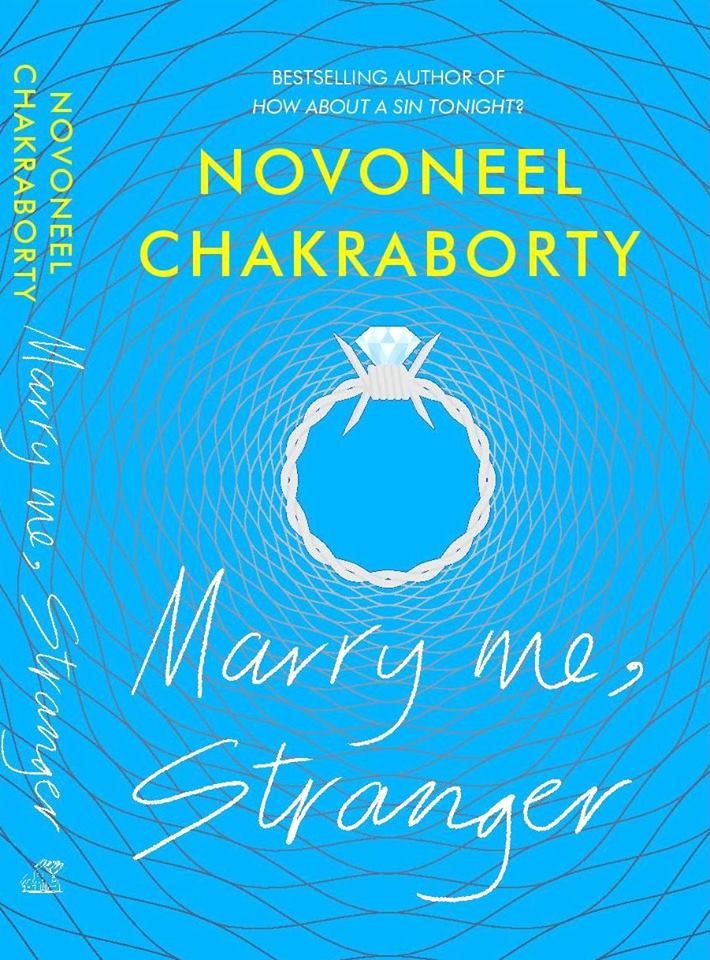 NOVONEEL
CHAKRABORTY
Marry me, Stranger
BESTSELLING AUTHOR OF
HOW ABOUT A SIN TONIGHT?
NOVONEEL
CHAKRABORTY
Marry me,
Stranger